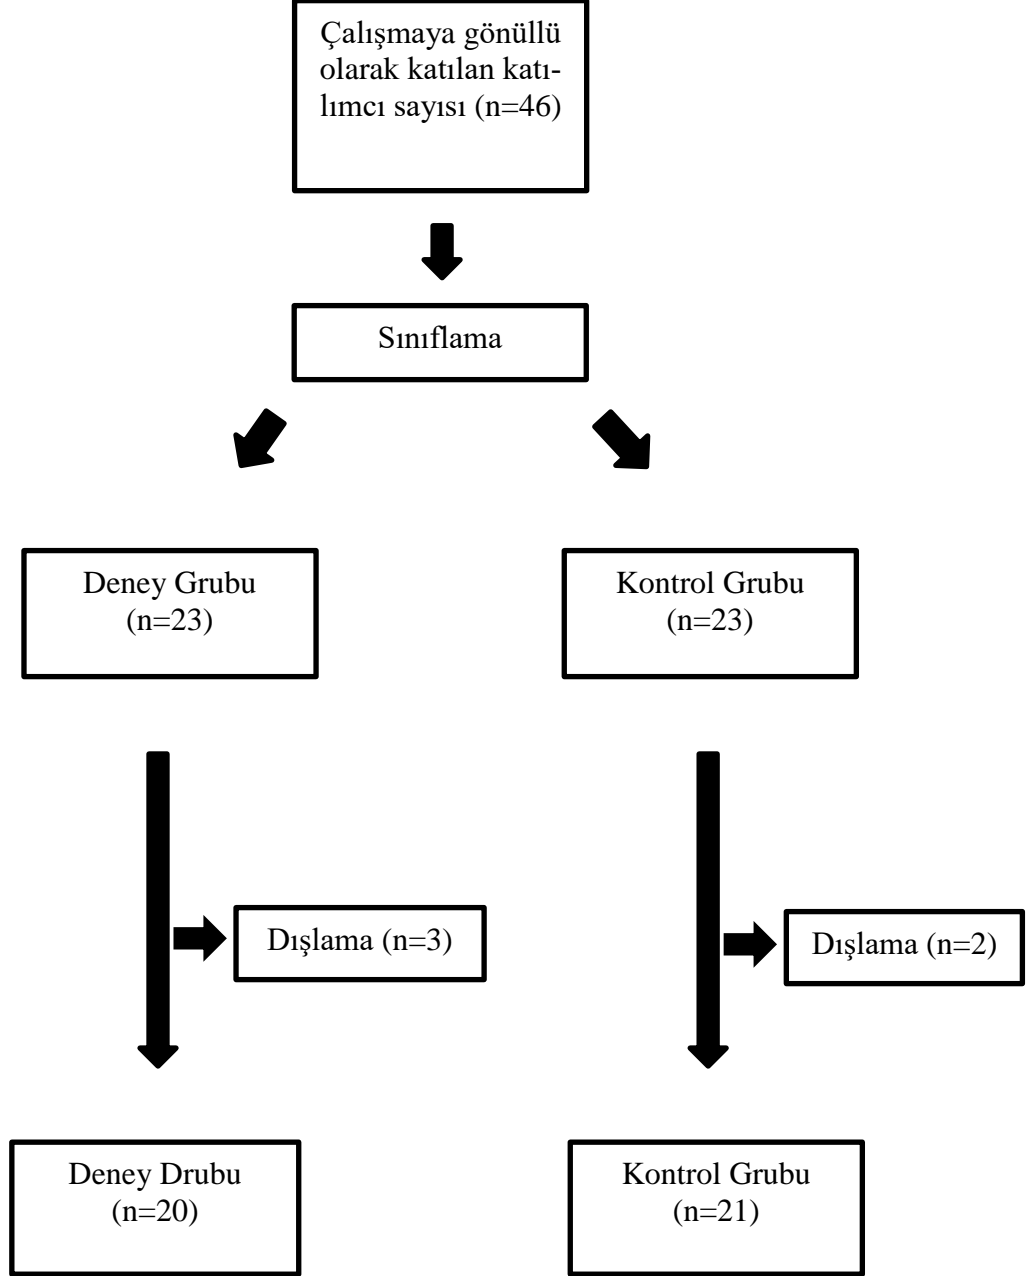 Çalışmaya gönüllü
olarak katılan katı-
lımcı sayısı (n=46)
Sınıflama
Deney Grubu
(n=23)
Kontrol Grubu
(n=23)
Dışlama (n=3)
Dışlama (n=2)
Deney Drubu
(n=20)
Kontrol Grubu
(n=21)